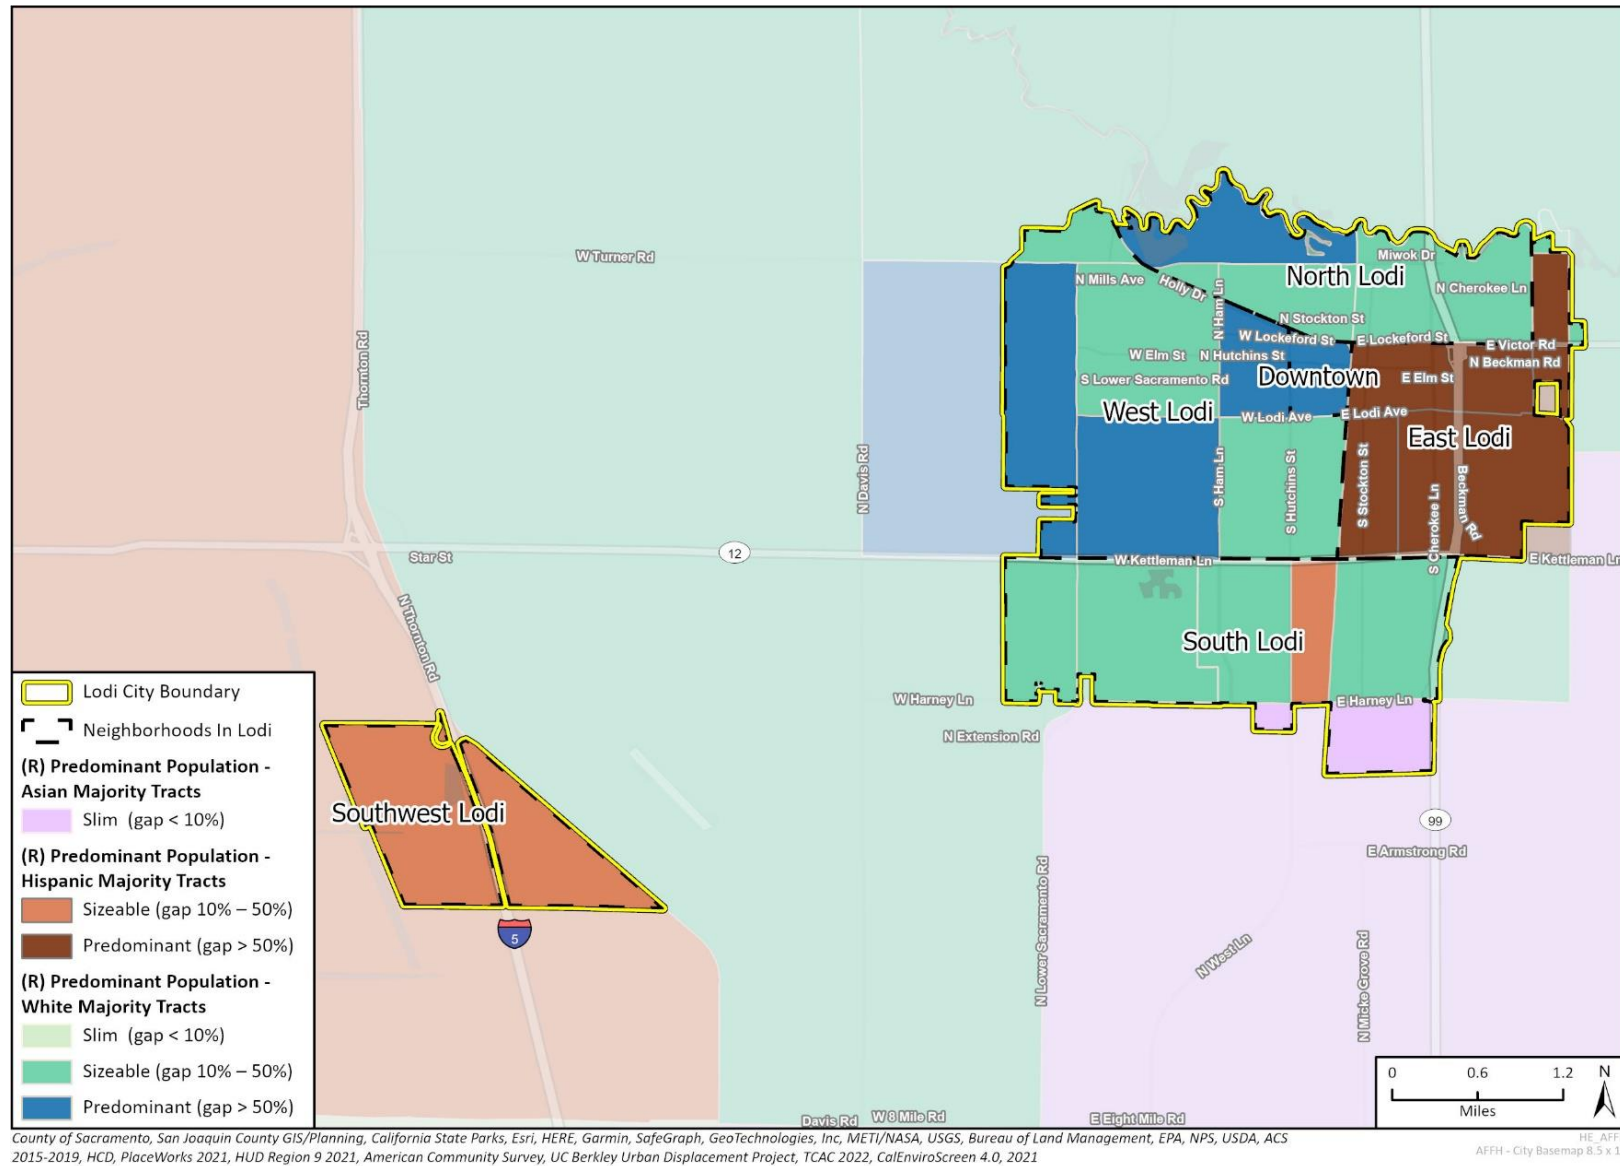 W Turner Rd
Miwok Dr
North Lodi
N Mills Ave
Holly Dr
N Ham Ln
N Cherokee Ln
N Stockton St
W Lockeford St
E Lockeford St
E Victor Rd
Thornton Rd
W Elm St
N Hutchins St
N Beckman Rd
S Lower Sacramento Rd
Downtown
E Elm St
West Lodi
W Lodi Ave
E Lodi Ave
East Lodi
N Davis Rd
S Ham Ln
S Hutchins St
S Stockton St
S Cherokee Ln
Beckman Rd
Star St
12
W Kettleman Ln
E Kettleman Ln
N Thornton Rd
South Lodi
W Harney Ln
E Harney Ln
N Extension Rd
Southwest Lodi
99
E Armstrong Rd
5
N Lower Sacramento Rd
N West Ln
N Micke Grove Rd
Davis Rd
W 8 Mile Rd
E Eight Mile Rd
Lodi City Boundary
Neighborhoods In Lodi
(R) Predominant Population -
Asian Majority Tracts
Slim (gap < 10%)
(R) Predominant Population -
Hispanic Majority Tracts
Sizeable (gap 10% – 50%)
Predominant (gap > 50%)
(R) Predominant Population -
White Majority Tracts
Slim (gap < 10%)
Sizeable (gap 10% – 50%)
Predominant (gap > 50%)
0 0.6 1.2
Miles
N
County of Sacramento, San Joaquin County GIS/Planning, California State Parks, Esri, HERE, Garmin, SafeGraph, GeoTechnologies, Inc, METI/NASA, USGS, Bureau of Land Management, EPA, NPS, USDA, ACS
2015-2019, HCD, PlaceWorks 2021, HUD Region 9 2021, American Community Survey, UC Berkley Urban Displacement Project, TCAC 2022, CalEnviroScreen 4.0, 2021
HE_AFF
AFFH - City Basemap 8.5 x 1